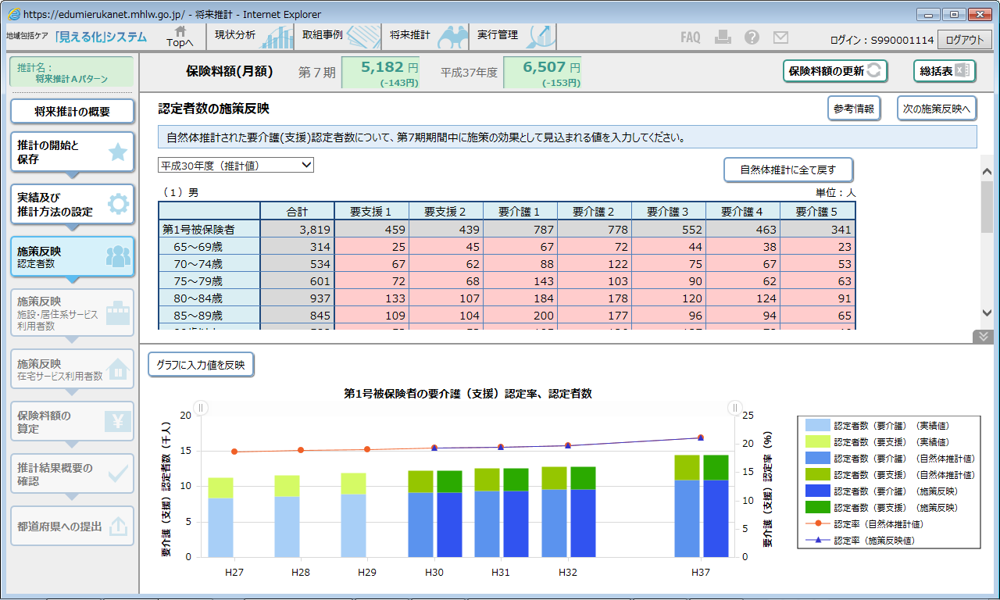 https://edumierukanet.mhlw.go.jp/ - 将来推計 - Internet Explorer
地域包括ケア「見える化」システム
Topへ
現状分析
取組事例
将来推計
実行管理
FAQ
ログイン：S990001114
ログアウト
推計名：
将来推計Aパターン
保険料額(月額)
第７期
5,182 円
(-143円)
平成37年度
6,507 円
(-153円)
保険料額の更新
総括表
将来推計の概要
推計の開始と
保存
実績及び
推計方法の設定
施策反映
認定者数
施策反映
施設・居住系サービス
利用者数
施策反映
在宅サービス利用者数
保険料額の
算定
推計結果概要の
確認
都道府県への提出
認定者数の施策反映
参考情報
次の施策反映へ
自然体推計された要介護(支援)認定者数について、第7期期間中に施策の効果として見込まれる値を入力してください。
平成30年度（推計値）
自然体推計に全て戻す
（１）男
単位：人
合計 要支援１ 要支援２ 要介護１ 要介護２ 要介護３ 要介護４ 要介護５
第1号被保険者 3,819 459 439 787 778 552 463 341
65～69歳 314 25 45 67 72 44 38 23
70～74歳 534 67 62 88 122 75 67 53
75～79歳 601 72 68 143 103 90 62 63
80～84歳 937 133 107 184 178 120 124 91
85～89歳 845 109 104 200 177 96 94 65
グラフに入力値を反映
第1号被保険者の要介護（支援）認定率、認定者数
要介護（支援）認定者数（千人）
20
15
10
5
0
25
20
15
10
5
0
要介護（支援）認定率（%）
H27 H28 H29 H30 H31 H32 H37
認定者数（要介護）（実績値）
認定者数（要支援）（実績値）
認定者数（要介護）（自然体推計値）
認定者数（要支援）（自然体推計値）
認定者数（要介護）（施策反映）
認定者数（要支援）（施策反映）
認定率（自然体推計値）
認定率（施策反映値）